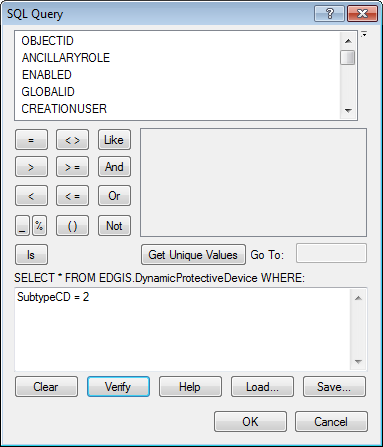 SQL Query
?
OBJECTID
ANCILLARYROLE
ENABLED
GLOBALID
CREATIONUSER
= < > Like
> > = And
< < = Or
_ % ( ) Not
Is Get Unique Values Go To:
SELECT * FROM EDGIS.DynamicProtectiveDevice WHERE:
SubtypeCD = 2
Clear Verify Help Load... Save...
OK Cancel